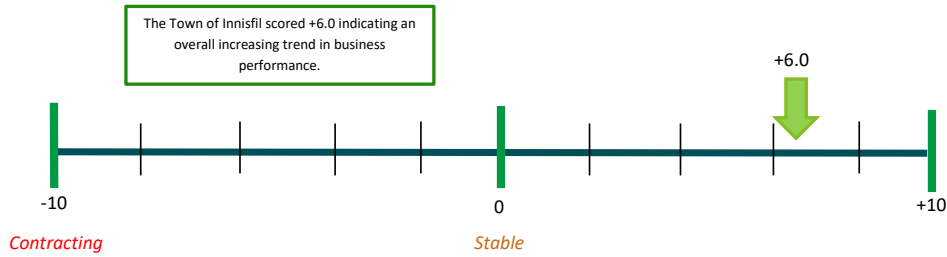 The Town of Innisfil scored +6.0 indicating an
overall increasing trend in business
performance.
+6.0
-10
0
+10
Contracting
Stable